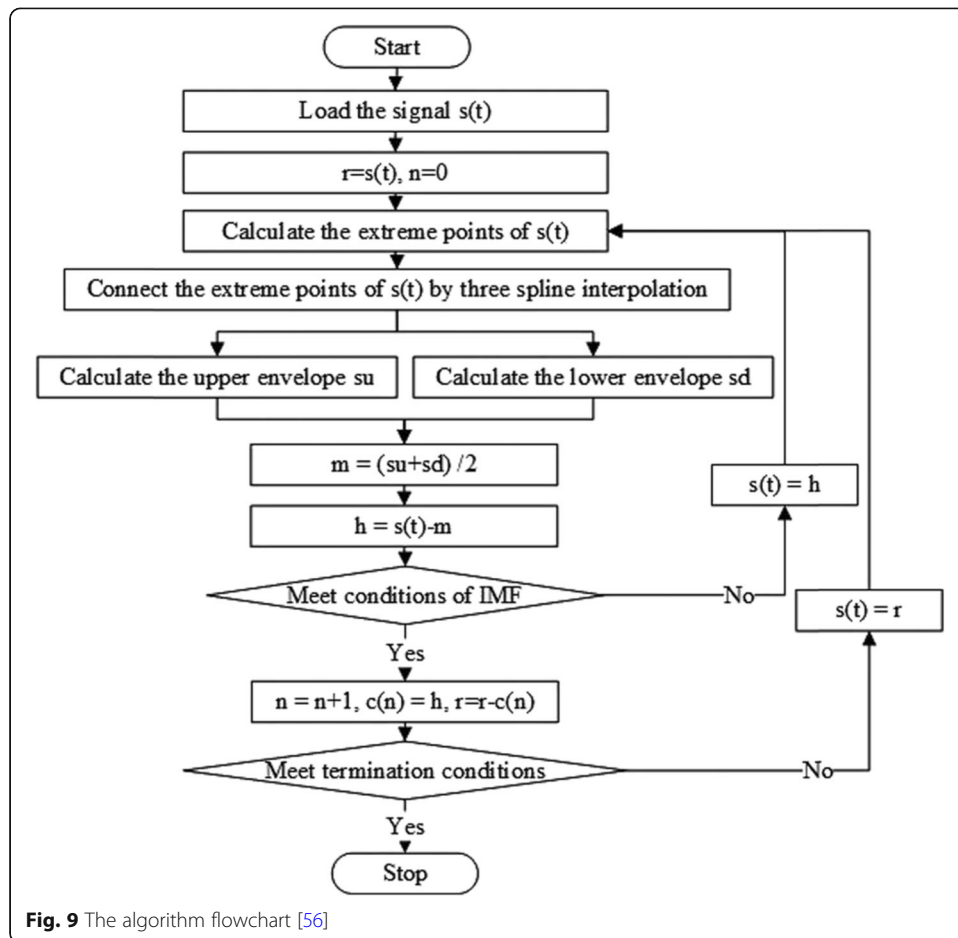 Start
Load the signal s(t)
r=s(t), n=0
Calculate the extreme points of s(t)
Connect the extreme points of s(t) by three spline interpolation
Calculate the upper envelope su
Calculate the lower envelope sd
m = (su+sd) /2
s(t) = h
h = s(t)-m
Meet conditions of IMF
No
s(t) = r
Yes
n = n+1, c(n) = h, r=r-c(n)
Meet termination conditions
No
Yes
Stop
Fig. 9 The algorithm flowchart [56]